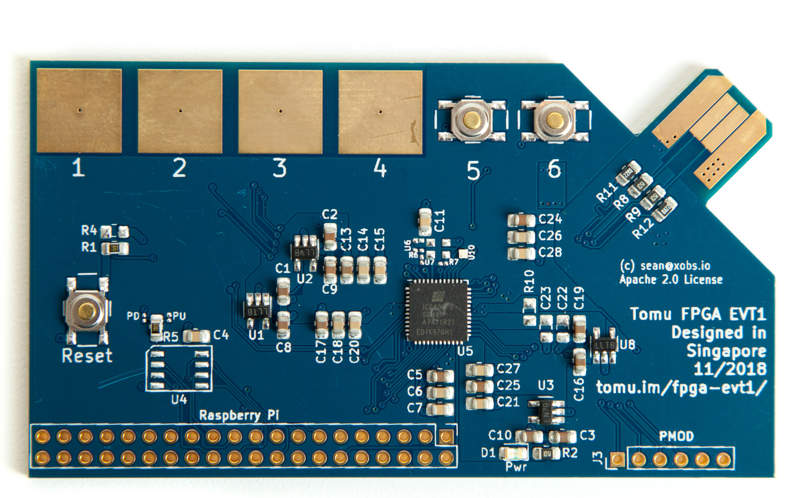 1 2 3 4 5 6
R11
R8
R9
R12
R4
R1
C2
C13
C14
C15
C11
C24
C26
C28
U6
U7
R7
U2
C9
C1
U1
C8
C17
C18
C20
(c) sean@xobs.io
Apache 2.0 License
PD PU
R5
C4
Reset
U4
U5
R10
C23
C22
C19
U8
C16
Tomu FPGA EVT1
Designed in
Singapore
11/2018
tomu.im/fpga-evt1/
C5
C6
C7
C27
C25
C21
U3
Raspberry Pi
C10
C3
D1
Pwr
R2
J3
PMOD